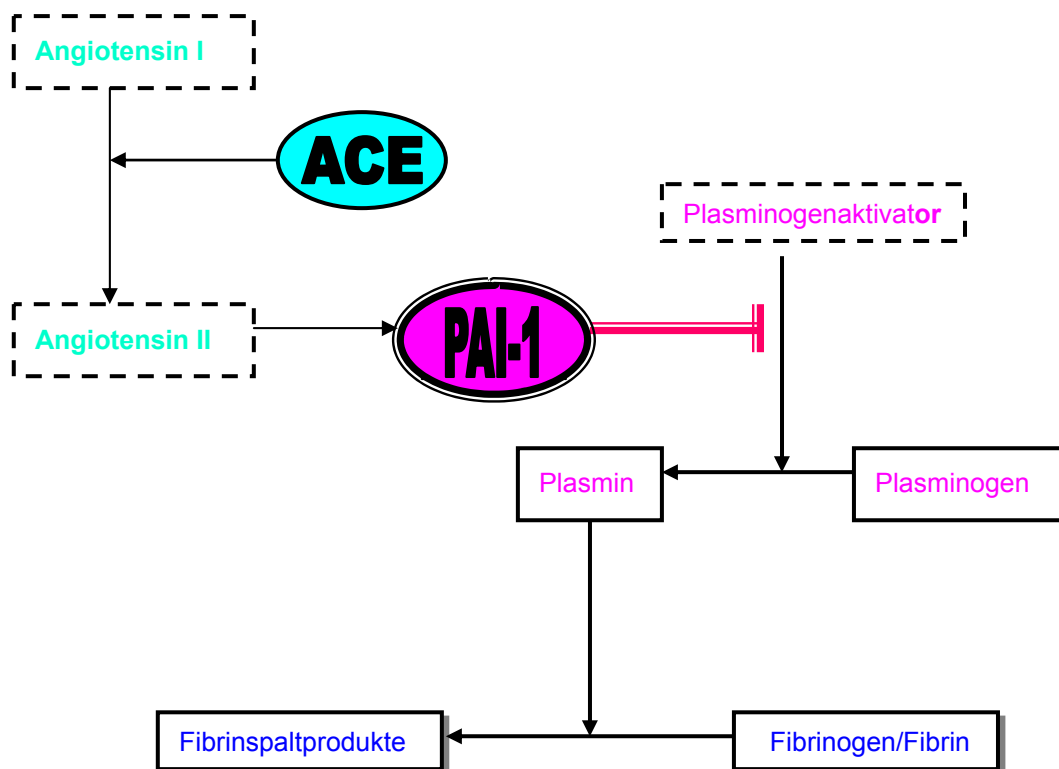 Angiotensin I
ACE
Plasminogenaktivator
Angiotensin II
PAI-1
Plasmin
Plasminogen
Fibrinspaltprodukte
Fibrinogen/Fibrin